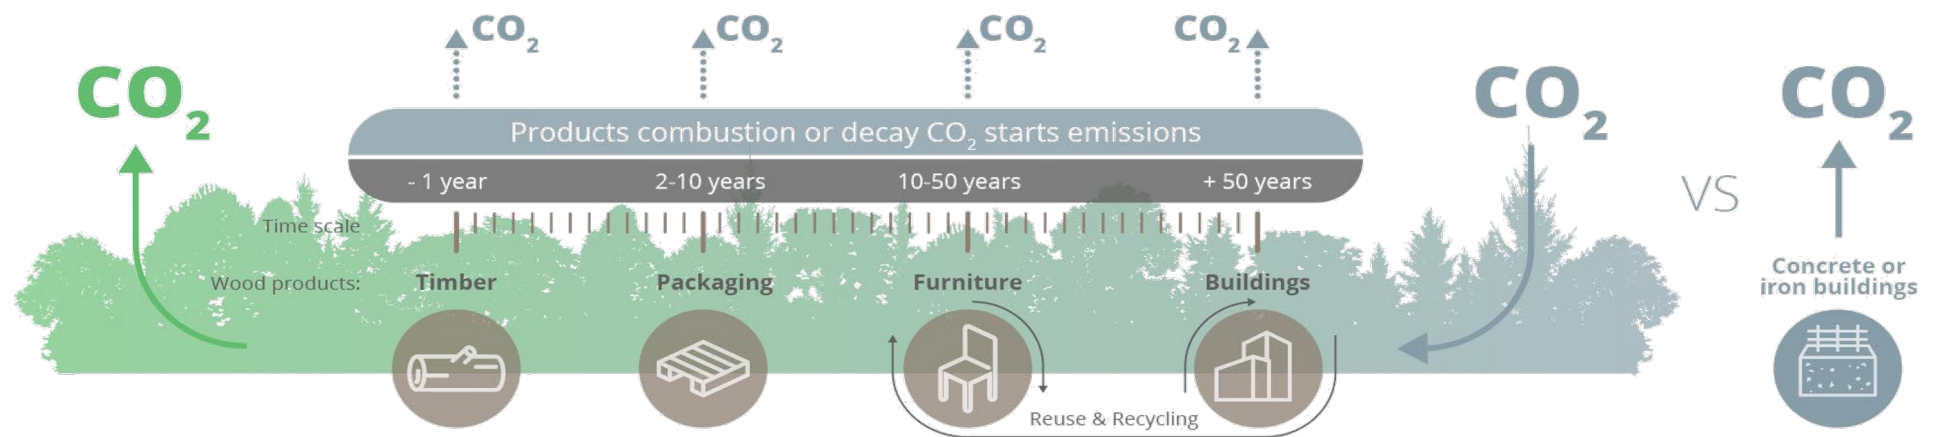 CO2 CO2 CO2 CO2
CO2 CO2 CO2
Products combustion or decay CO2 starts emissions
- 1 year 2-10 years 10-50 years + 50 years
VS
Time scale
Concrete or
iron buildings
Wood products: Timber Packaging Furniture Buildings
Reuse & Recycling